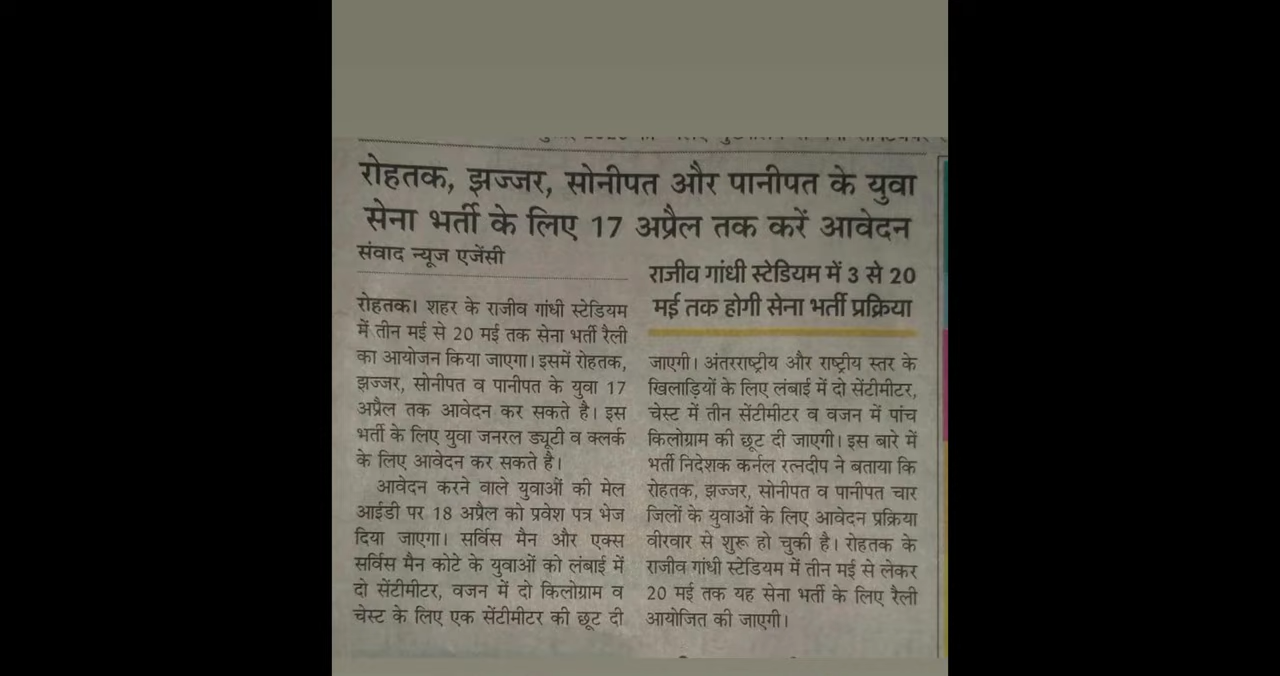 रोहतक, झज्जर, सोनीपत और पानीपत के युवा
सेना भर्ती के लिए 17 अप्रैल तक करें आवेदन
संवाद न्यूज एजेंसी
रोहतक। शहर के राजीव गांधी स्टेडियम
में तीन मई से 20 मई तक सेना भर्ती रैली
का आयोजन किया जाएगा। इसमें रोहतक,
झज्जर, सोनीपत व पानीपत के युवा 17
अप्रैल तक आवेदन कर सकते है। इस
भर्ती के लिए युवा जनरल ड्यूटी व क्लर्क
के लिए आवेदन कर सकते है।
आवेदन करने वाले युवाओं की मेल
आईडी पर 18 अप्रैल को प्रवेश पत्र भेज
दिया जाएगा। सर्विस मैन और एक्स
सर्विस मैन कोटे के युवाओं को लंबाई में
दो सेंटीमीटर, वजन में दो किलोग्राम व
चेस्ट के लिए एक सेंटीमीटर की छूट दी
राजीव गांधी स्टेडियम में 3 से 20
मई तक होगी सेना भर्ती प्रक्रिया
जाएगी। अंतरराष्ट्रीय और राष्ट्रीय स्तर के
खिलाड़ियों के लिए लंबाई में दो सेंटीमीटर,
चेस्ट में तीन सेंटीमीटर व वजन में पांच
किलोग्राम की छूट दी जाएगी। इस बारे में
भर्ती निदेशक कर्नल रत्नदीप ने बताया कि
रोहतक, झज्जर, सोनीपत व पानीपत चार
जिलों के युवाओं के लिए आवेदन प्रक्रिया
वीरवार से शुरू हो चुकी है। रोहतक के
राजीव गांधी स्टेडियम में तीन मई से लेकर
20 मई तक यह सेना भर्ती के लिए रैली
आयोजित की जाएगी।